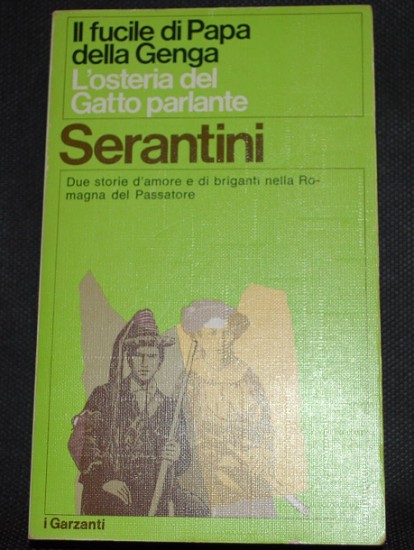 Il fucile di Papa
della Genga
L'osteria del
Gatto parlante
Serantini
Due storie d'amore e di briganti nella Ro-
magna del Passatore
i Garzanti